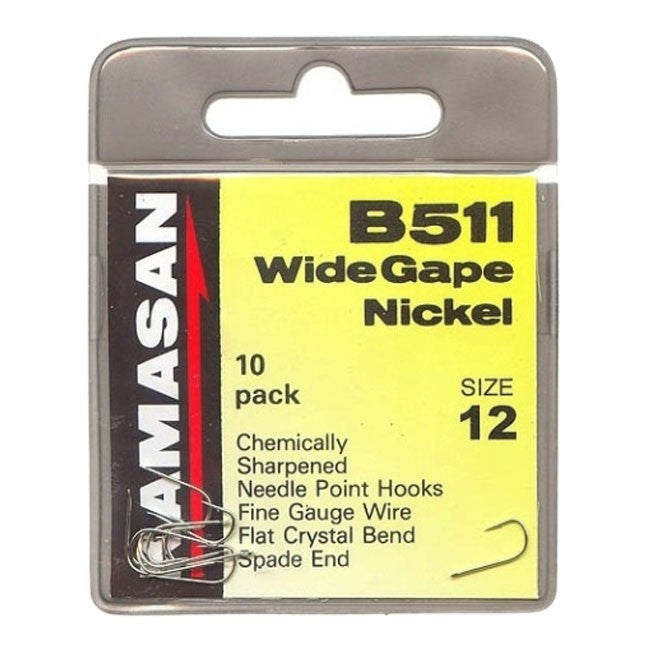 KAMASAN
B511
Wide Gape
Nickel
10
pack
SIZE
12
Chemically
Sharpened
Needle Point Hooks
Fine Gauge Wire
Flat Crystal Bend
Spade End